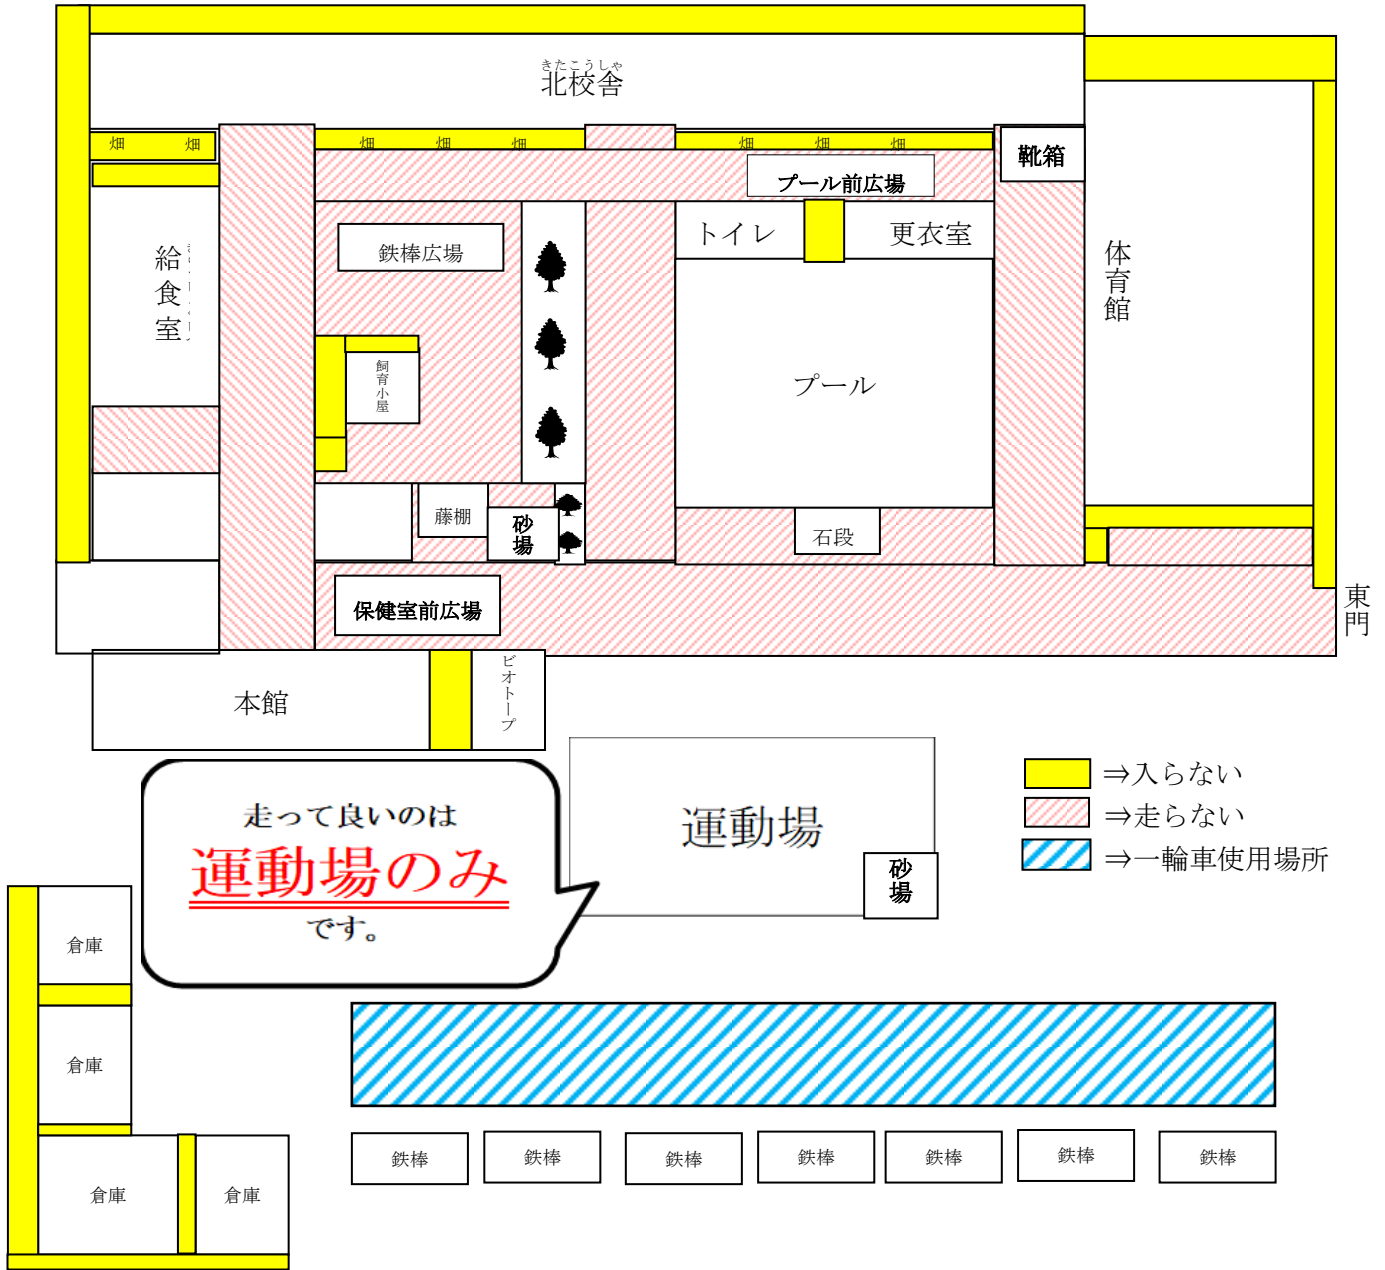 きたこうしゃ
北校舎
畑 畑
畑 畑 畑
畑 畑 畑
靴箱
プール前広場
トイレ
更衣室
鉄棒広場
給食室
体育館
飼育小屋
プール
藤棚
砂場
石段
保健室前広場
東門
本館
ビオトープ
運動場
砂場
⇒入らない
⇒走らない
⇒一輪車使用場所
走って良いのは
運動場のみ
です。
倉庫
倉庫
倉庫
倉庫
鉄棒
鉄棒
鉄棒
鉄棒
鉄棒
鉄棒
鉄棒